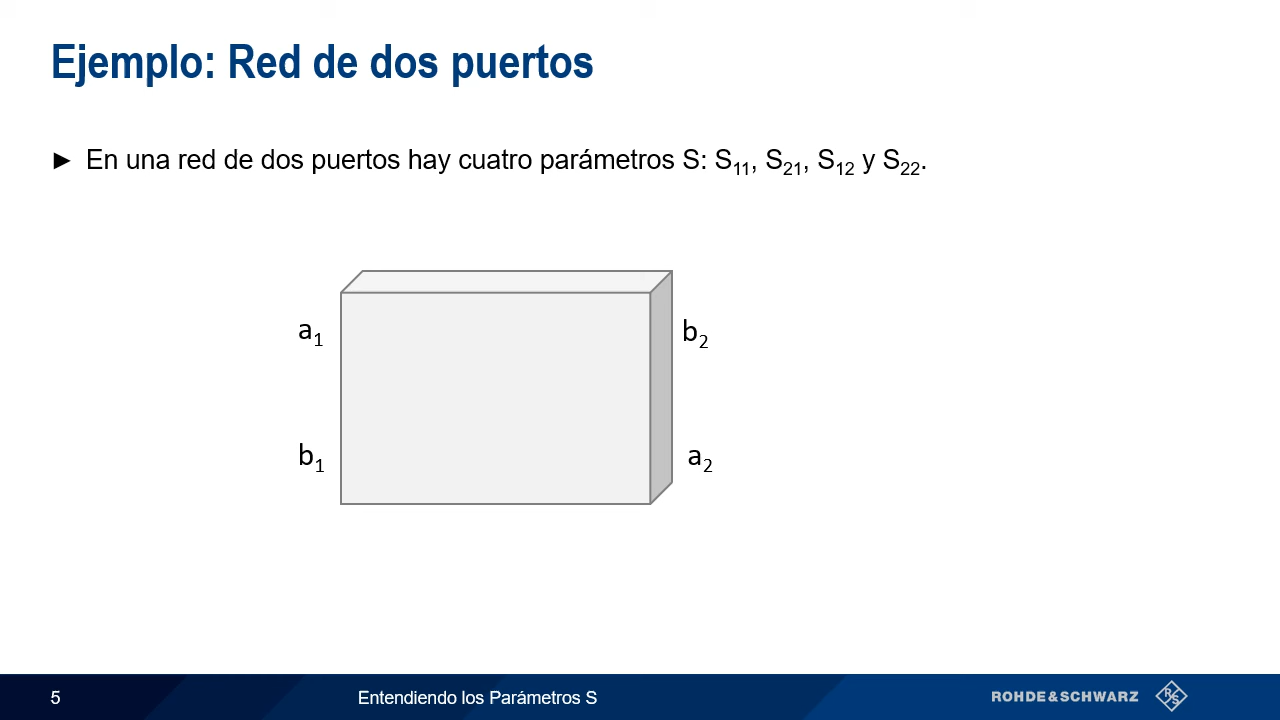 Ejemplo: Red de dos puertos
► En una red de dos puertos hay cuatro parámetros S: S11, S21, S12 y S22.
a1
b2
b1
a2
5
Entendiendo los Parámetros S
ROHDE&SCHWARZ
R S